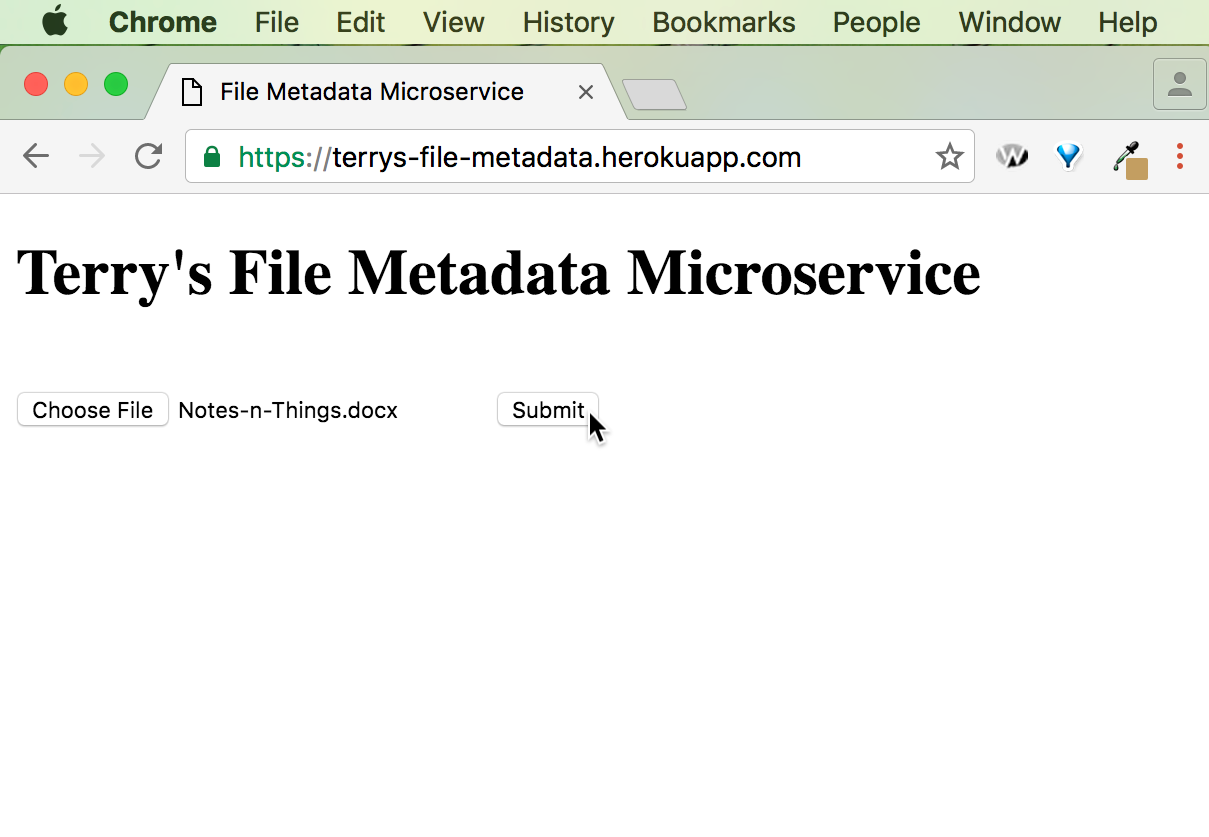 Chrome File Edit View History Bookmarks People Window Help
File Metadata Microservice
https://terrys-file-metadata.herokuapp.com
Terry's File Metadata Microservice
Choose File Notes-n-Things.docx Submit